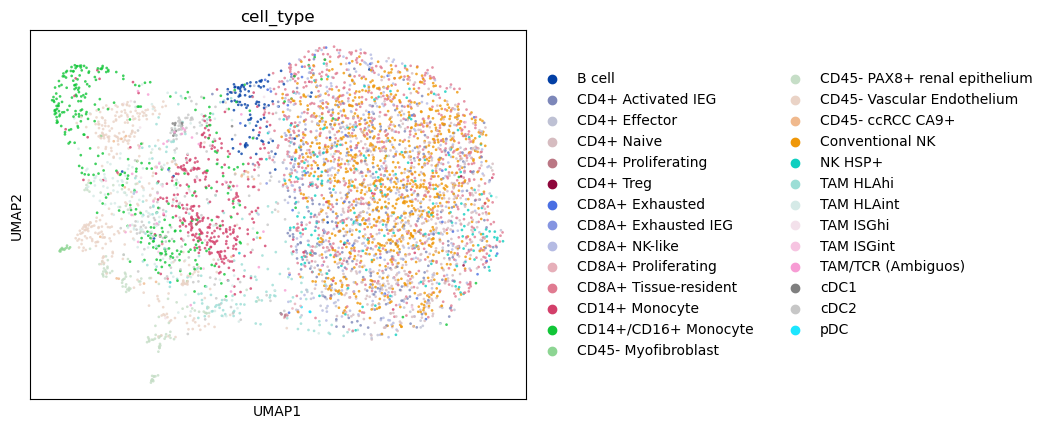 cell_type
UMAP2
UMAP1
B cell
CD4+ Activated IEG
CD4+ Effector
CD4+ Naive
CD4+ Proliferating
CD4+ Treg
CD8A+ Exhausted
CD8A+ Exhausted IEG
CD8A+ NK-like
CD8A+ Proliferating
CD8A+ Tissue-resident
CD14+ Monocyte
CD14+/CD16+ Monocyte
CD45- Myofibroblast
CD45- PAX8+ renal epithelium
CD45- Vascular Endothelium
CD45- ccRCC CA9+
Conventional NK
NK HSP+
TAM HLAhi
TAM HLAint
TAM ISGhi
TAM ISGint
TAM/TCR (Ambiguos)
cDC1
cDC2
pDC